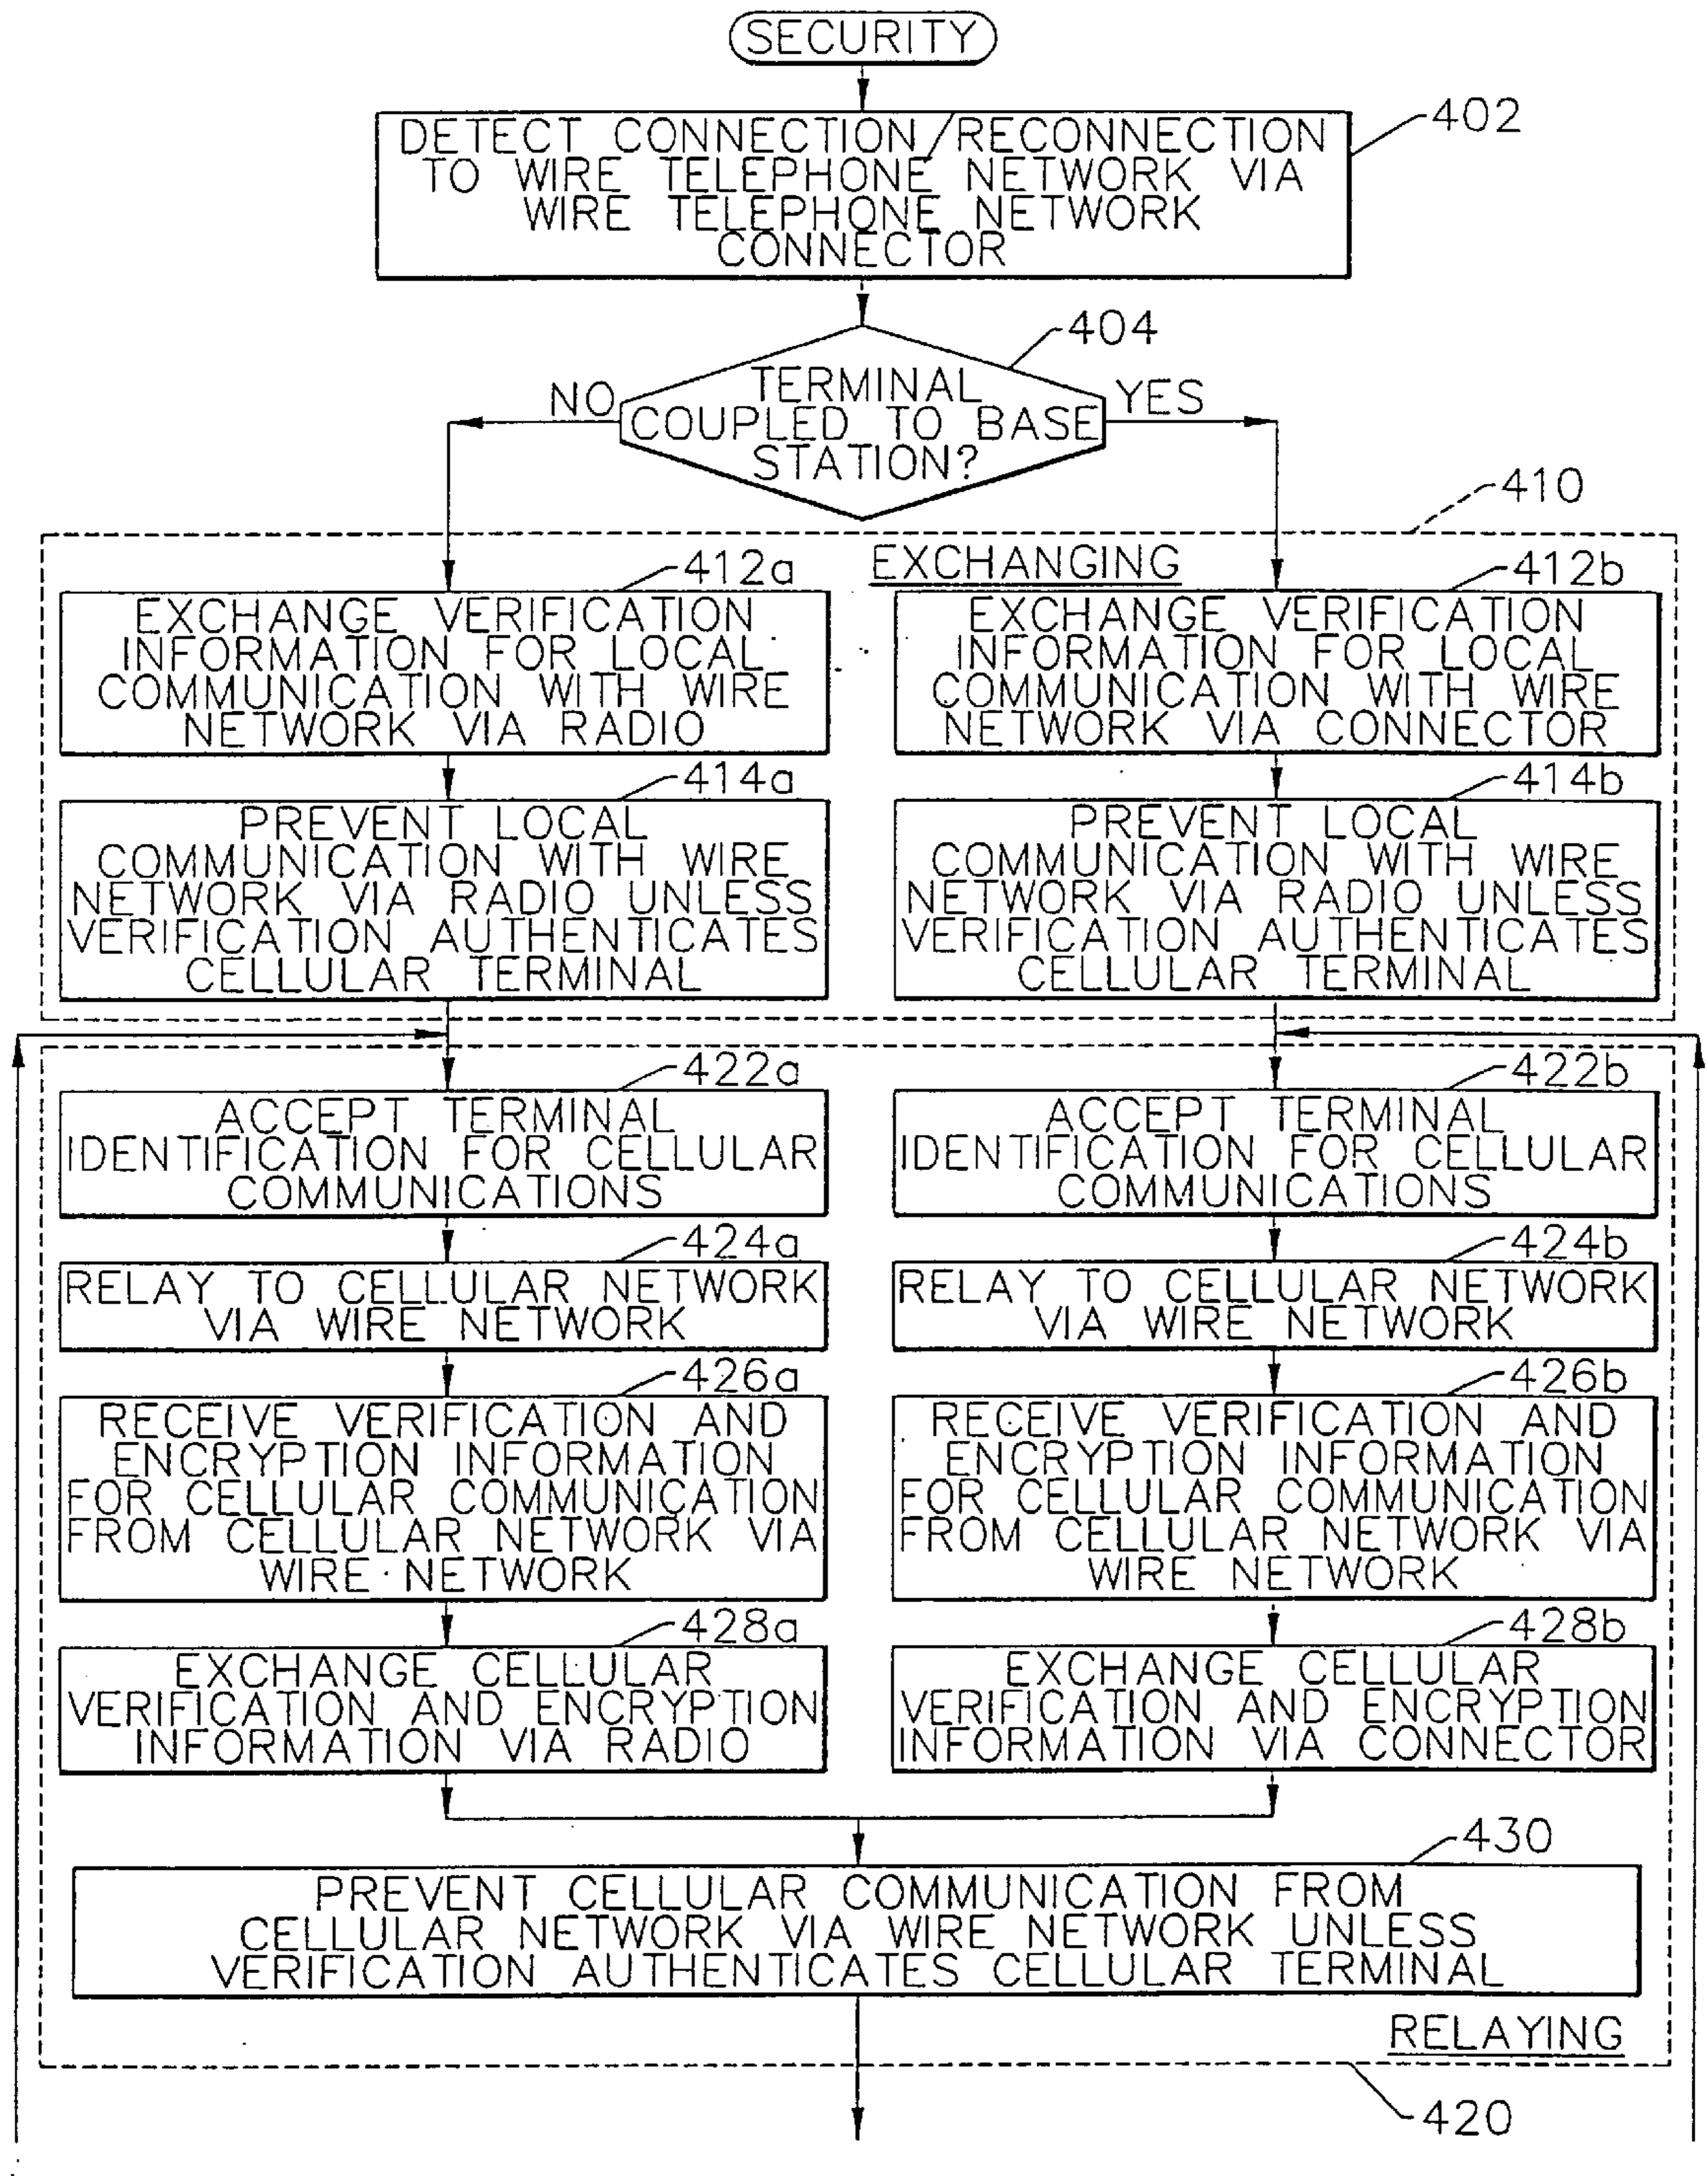 SECURITY
DETECT CONNECTION/RECONNECTION
TO WIRE TELEPHONE NETWORK VIA
WIRE TELEPHONE NETWORK
CONNECTOR
402
404
TERMINAL
COUPLED TO BASE
STATION?
NO
YES
410
EXCHANGING
412a
EXCHANGE VERIFICATION
INFORMATION FOR LOCAL
COMMUNICATION WITH WIRE
NETWORK VIA RADIO
412b
EXCHANGE VERIFICATION
INFORMATION FOR LOCAL
COMMUNICATION WITH WIRE
NETWORK VIA CONNECTOR
414a
PREVENT LOCAL
COMMUNICATION WITH WIRE
NETWORK VIA RADIO UNLESS
VERIFICATION AUTHENTICATES
CELLULAR TERMINAL
414b
PREVENT LOCAL
COMMUNICATION WITH WIRE
NETWORK VIA RADIO UNLESS
VERIFICATION AUTHENTICATES
CELLULAR TERMINAL
422a
ACCEPT TERMINAL
IDENTIFICATION FOR CELLULAR
COMMUNICATIONS
422b
ACCEPT TERMINAL
IDENTIFICATION FOR CELLULAR
COMMUNICATIONS
424a
RELAY TO CELLULAR NETWORK
VIA WIRE NETWORK
424b
RELAY TO CELLULAR NETWORK
VIA WIRE NETWORK
426a
RECEIVE VERIFICATION AND
ENCRYPTION INFORMATION
FOR CELLULAR COMMUNICATION
FROM CELLULAR NETWORK VIA
WIRE NETWORK
426b
RECEIVE VERIFICATION AND
ENCRYPTION INFORMATION
FOR CELLULAR COMMUNICATION
FROM CELLULAR NETWORK VIA
WIRE NETWORK
428a
EXCHANGE CELLULAR
VERIFICATION AND ENCRYPTION
INFORMATION VIA RADIO
428b
EXCHANGE CELLULAR
VERIFICATION AND ENCRYPTION
INFORMATION VIA CONNECTOR
430
PREVENT CELLULAR COMMUNICATION FROM
CELLULAR NETWORK VIA WIRE NETWORK UNLESS
VERIFICATION AUTHENTICATES CELLULAR TERMINAL
RELAYING
420